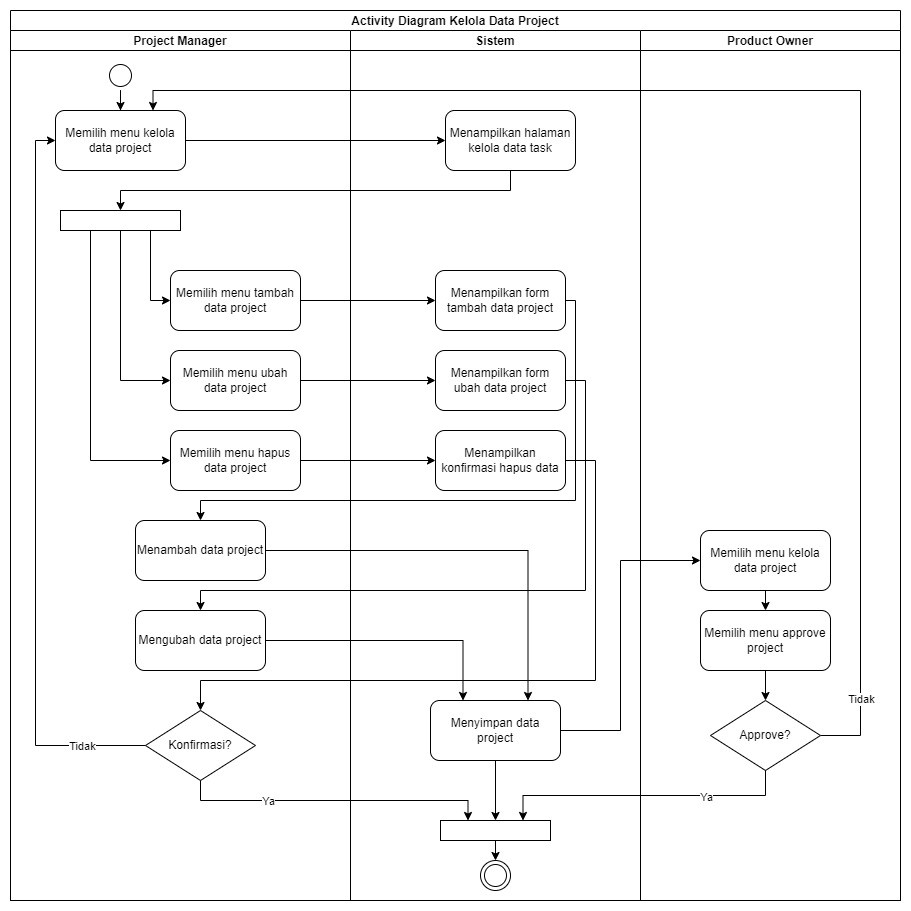 Activity Diagram Kelola Data Project
Project Manager
Sistem
Product Owner
Memilih menu kelola
data project
Menampilkan halaman
kelola data task
Memilih menu tambah
data project
Menampilkan form
tambah data project
Memilih menu ubah
data project
Menampilkan form
ubah data project
Memilih menu hapus
data project
Menampilkan
konfirmasi hapus data
Menambah data project
Memilih menu kelola
data project
Mengubah data project
Memilih menu approve
project
Tidak
Menyimpan data
project
Approve?
Tidak
Konfirmasi?
Ya
Ya